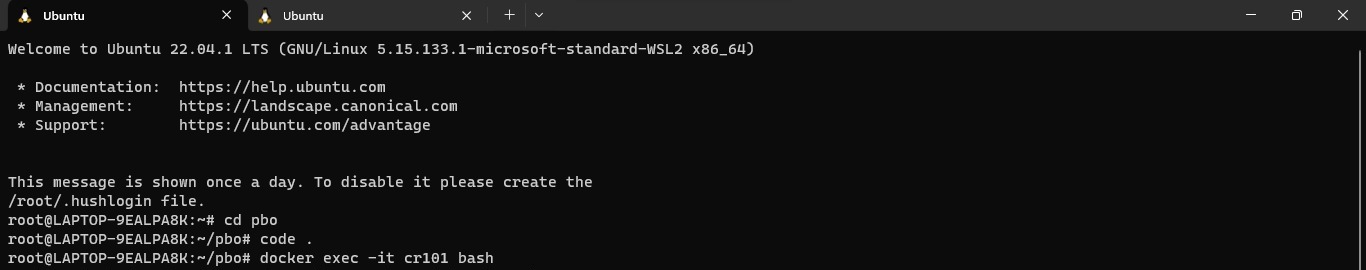 Ubuntu
Ubuntu
Welcome to Ubuntu 22.04.1 LTS (GNU/Linux 5.15.133.1-microsoft-standard-WSL2 x86_64)
* Documentation:  https://help.ubuntu.com
* Management:     https://landscape.canonical.com
* Support:        https://ubuntu.com/advantage
This message is shown once a day. To disable it please create the
/root/.hushlogin file.
root@LAPTOP-9EALPA8K:~# cd pbo
root@LAPTOP-9EALPA8K:~/pbo# code .
root@LAPTOP-9EALPA8K:~/pbo# docker exec -it cr101 bash